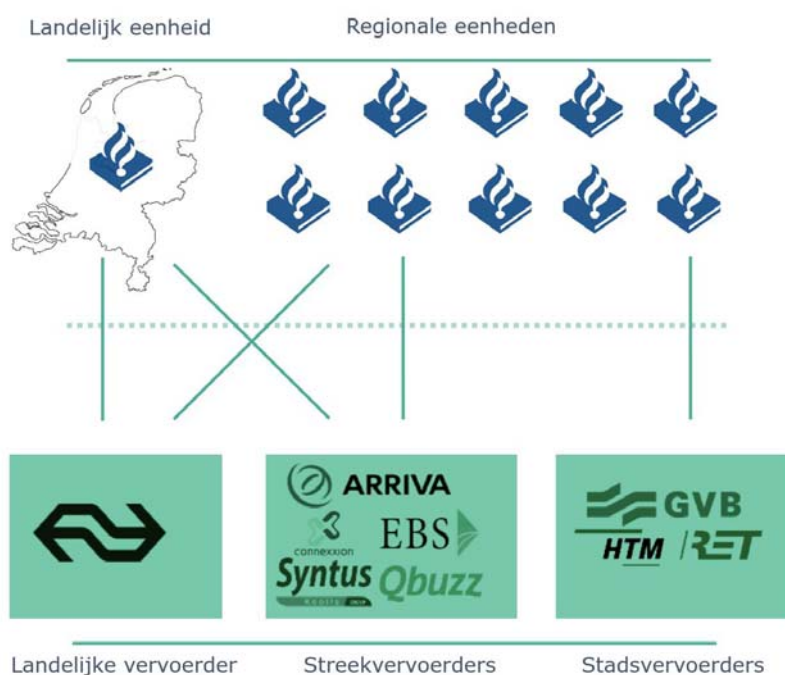 Landelijk eenheid
Regionale eenheden
ARRIVA
connexxion
EBS
Syntus
Qbuzz
GVB
HTM
RET
Landelijke vervoerder
Streekvervoerders
Stadsvervoerders